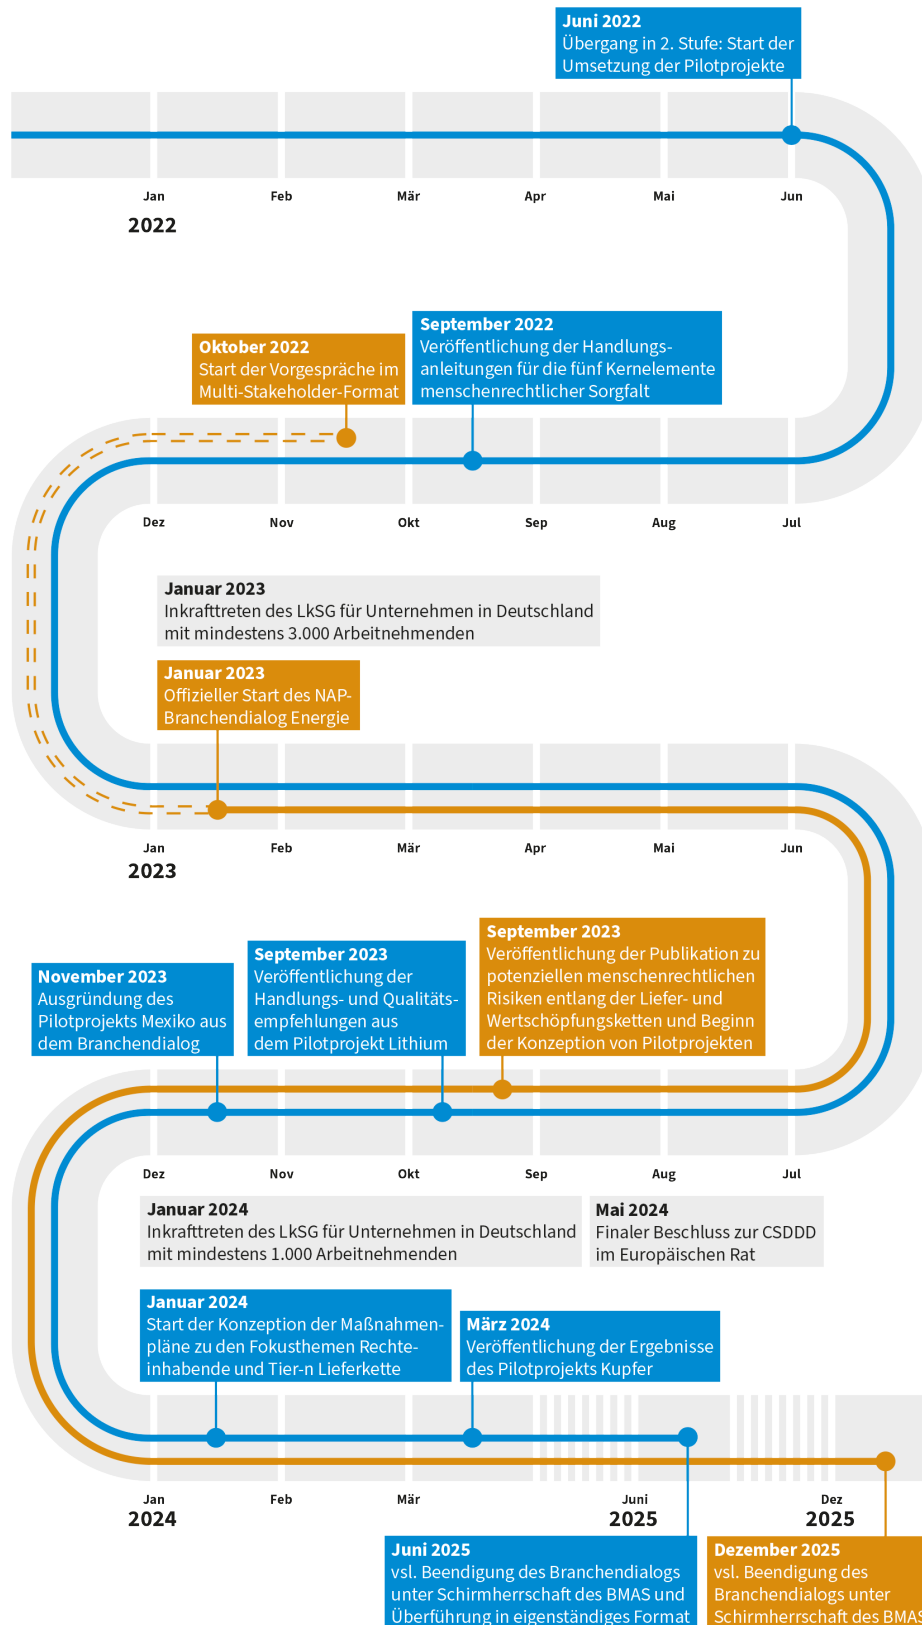 Juni 2022
Übergang in 2. Stufe: Start der
Umsetzung der Pilotprojekte
Jan
Feb
Mär
Apr
Mai
Jun
2022
Oktober 2022
Start der Vorgespräche im
Multi-Stakeholder-Format
September 2022
Veröffentlichung der Handlungs-
anleitungen für die fünf Kernelemente
menschenrechtlicher Sorgfalt
Dez
Nov
Okt
Sep
Aug
Jul
Januar 2023
Inkrafttreten des LkSG für Unternehmen in Deutschland
mit mindestens 3.000 Arbeitnehmenden
Januar 2023
Offizieller Start des NAP-
Branchendialog Energie
Jan
Feb
Mär
Apr
Mai
Jun
2023
November 2023
Ausgründung des
Pilotprojekts Mexiko aus
dem Branchendialog
September 2023
Veröffentlichung der
Handlungs- und Qualitäts-
empfehlungen aus
dem Pilotprojekt Lithium
September 2023
Veröffentlichung der Publikation zu
potenziellen menschenrechtlichen
Risiken entlang der Liefer- und
Wertschöpfungsketten und Beginn
der Konzeption von Pilotprojekten
Dez
Nov
Okt
Sep
Aug
Jul
Januar 2024
Inkrafttreten des LkSG für Unternehmen in Deutschland
mit mindestens 1.000 Arbeitnehmenden
Mai 2024
Finaler Beschluss zur CSDDD
im Europäischen Rat
Januar 2024
Start der Konzeption der Maßnahmen-
pläne zu den Fokusthemen Rechte-
inhabende und Tier-n Lieferkette
März 2024
Veröffentlichung der Ergebnisse
des Pilotprojekts Kupfer
Jan
Feb
Mär
Juni
Dez
2024
2025
2025
Juni 2025
vsl. Beendigung des Branchendialogs
unter Schirmherrschaft des BMAS und
Überführung in eigenständiges Format
Dezember 2025
vsl. Beendigung des
Branchendialogs unter
Schirmherrschaft des BMAS